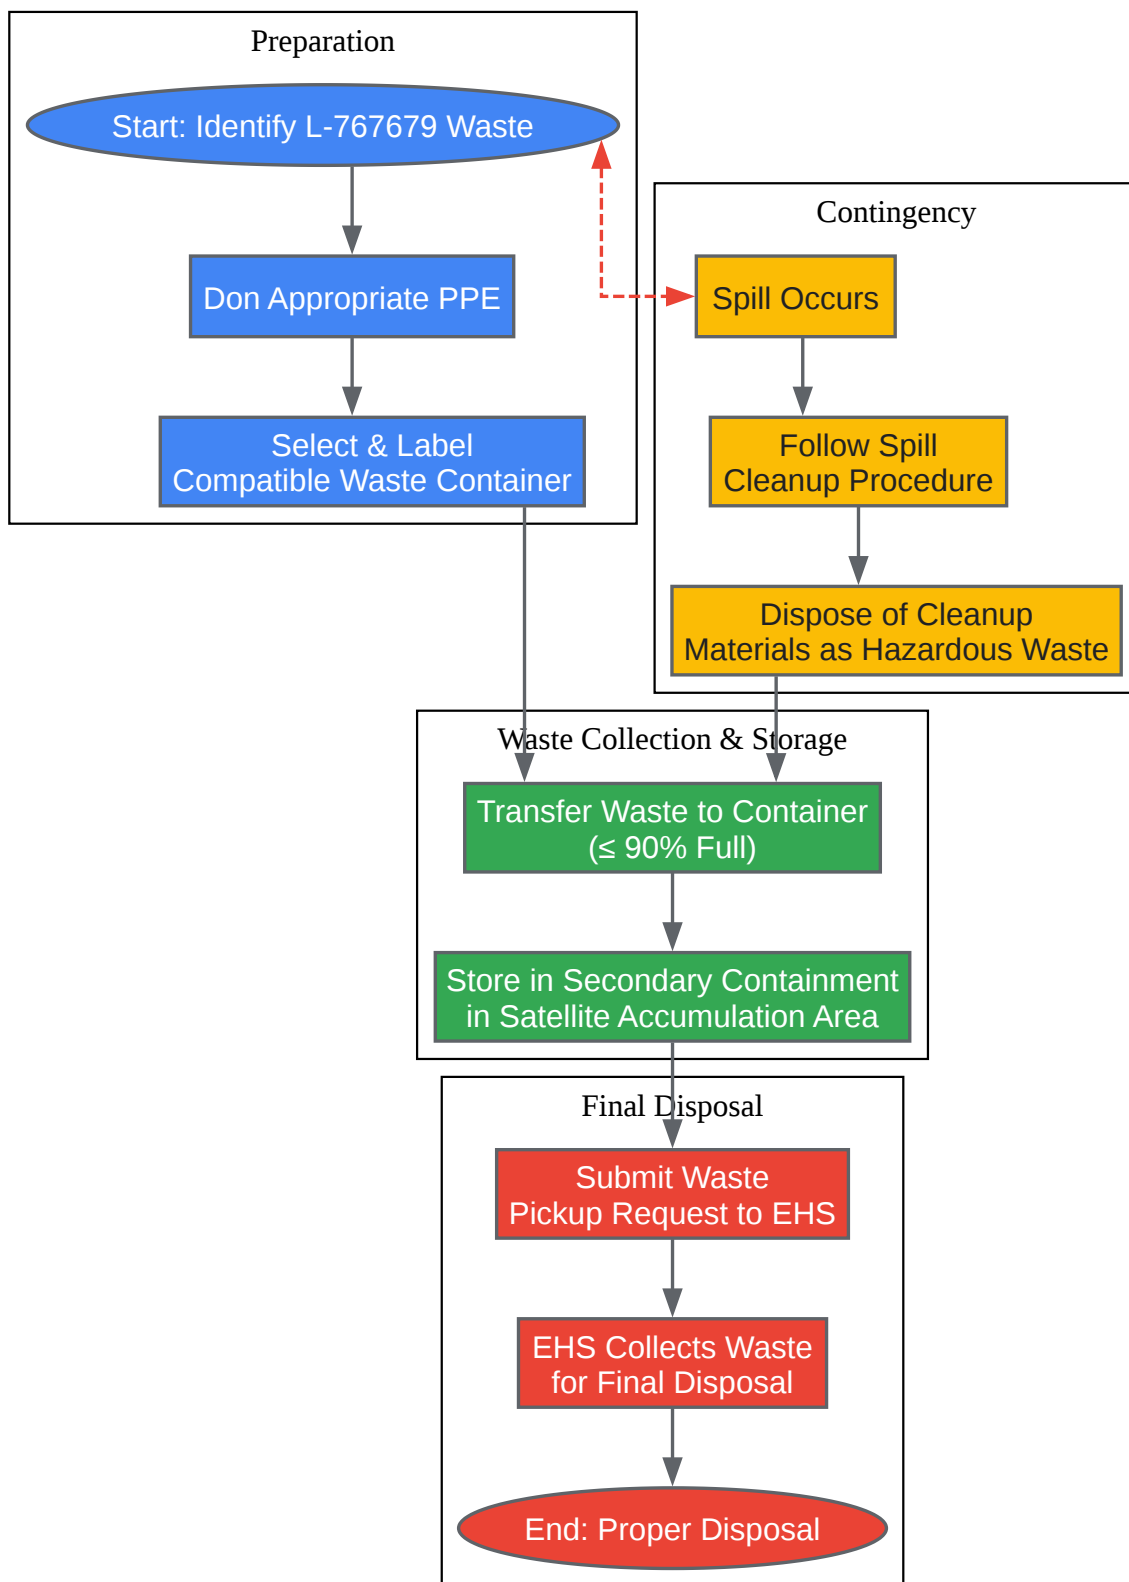 Preparation
Start: Identify L-767679 Waste
Don Appropriate PPE
Select & Label
Compatible Waste Container
Contingency
Spill Occurs
Follow Spill
Cleanup Procedure
Dispose of Cleanup
Materials as Hazardous Waste
Waste Collection & Storage
Transfer Waste to Container
(≤ 90% Full)
Store in Secondary Containment
in Satellite Accumulation Area
Final Disposal
Submit Waste
Pickup Request to EHS
EHS Collects Waste
for Final Disposal
End: Proper Disposal